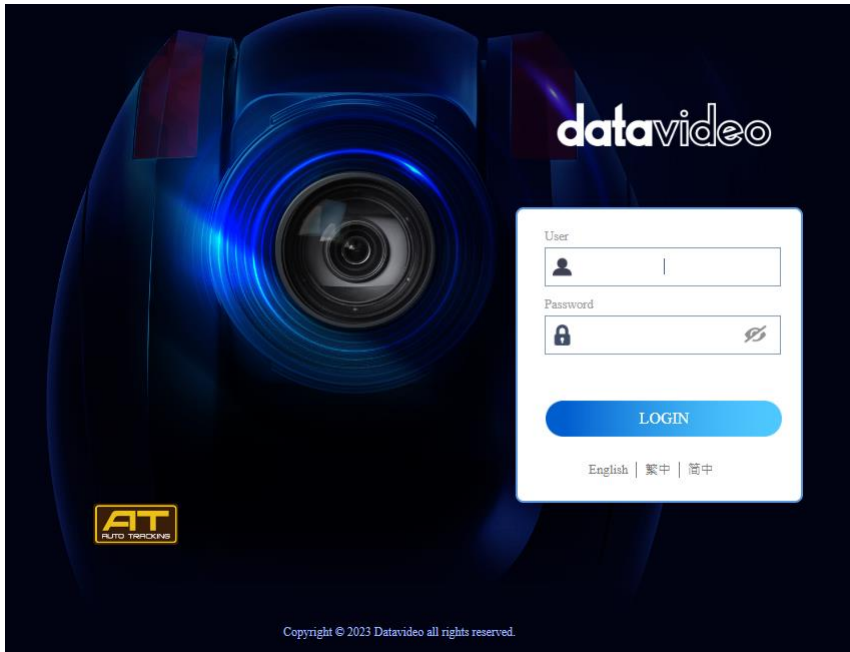 datavideo
User
Password
LOGIN
English | 繁中 | 简中
AT
AUTO TRACKING
Copyright © 2023 Datavideo all rights reserved.